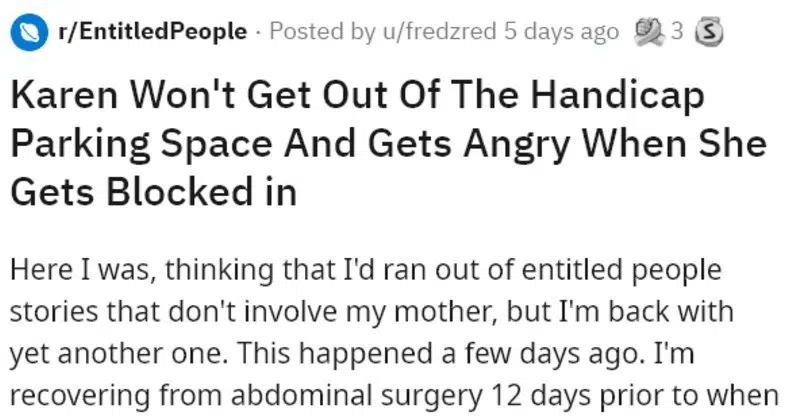 r/EntitledPeople · Posted by u/fredzred 5 days ago 3 S
Karen Won't Get Out Of The Handicap
Parking Space And Gets Angry When She
Gets Blocked in
Here I was, thinking that I'd ran out of entitled people
stories that don't involve my mother, but I'm back with
yet another one. This happened a few days ago. I'm
recovering from abdominal surgery 12 days prior to when